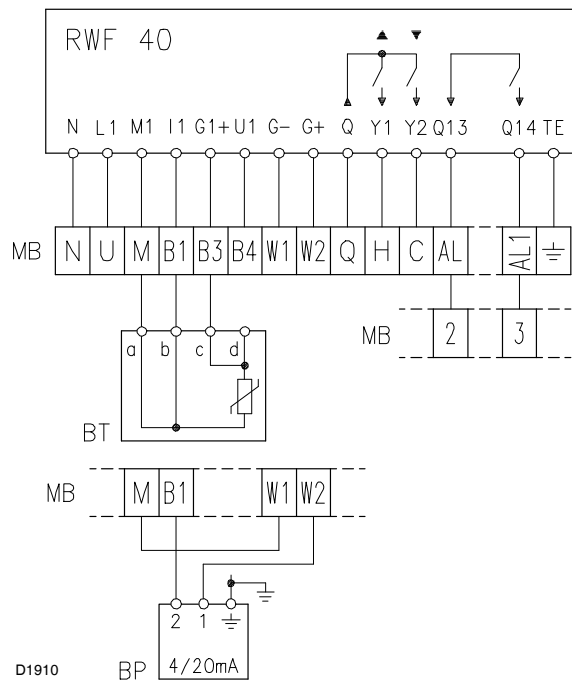 RWF 40
N L1 M1 I1 G1+ U1 G- G+ Q Y1 Y2 Q13 Q14 TE
MB N U M B1 B3 B4 W1 W2 Q H C AL AL1
MB 2 3
a b c d
BT
MB M B1 W1 W2
2 1
BP 4/20mA
D1910